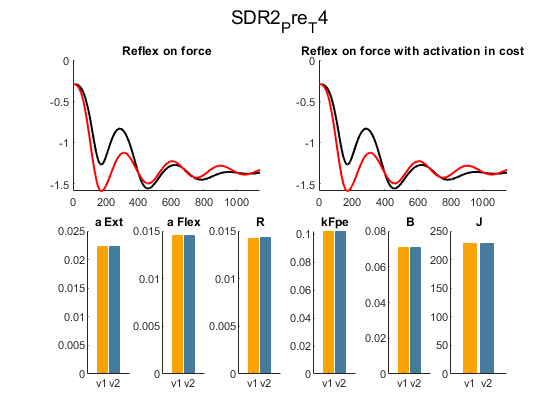 SDR2_Pre_T4
Reflex on force
Reflex on force with activation in cost
0
-0.5
-1
-1.5
0 200 400 600 800 1000
0
-0.5
-1
-1.5
0 200 400 600 800 1000
a Ext
a Flex
R
kFpe
B
J
0.025
0.02
0.015
0.01
0.005
0
v1 v2
0.015
0.01
0.005
0
v1 v2
0.015
0.01
0.005
0
v1 v2
0.1
0.08
0.06
0.04
0.02
0
v1 v2
0.08
0.06
0.04
0.02
0
v1 v2
250
200
150
100
50
0
v1 v2